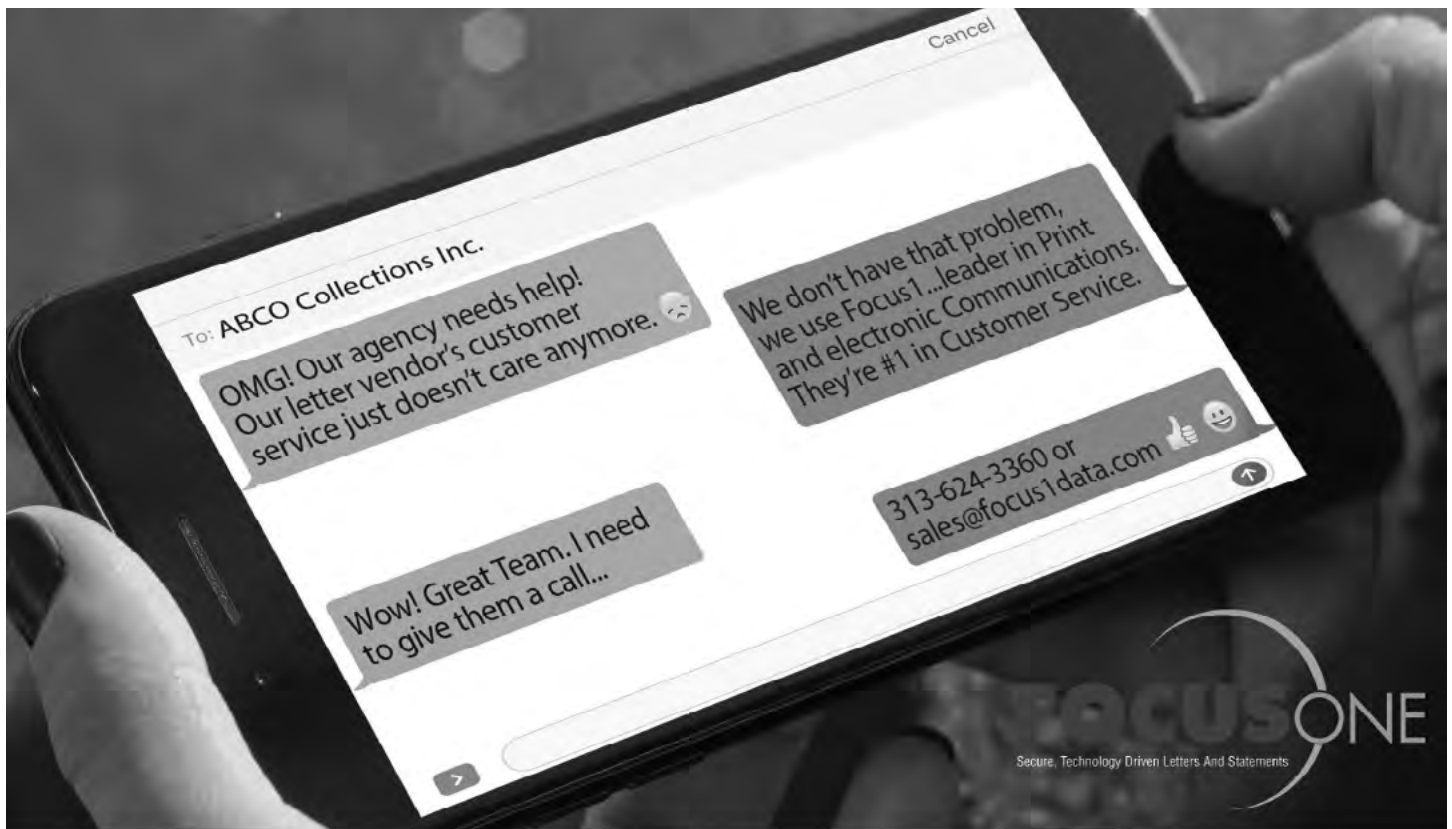 Cancel
To: ABCO Collections Inc.
OMG! Our agency needs help!
Our letter vendor's customer
service just doesn't care anymore.
We don't have that problem,
we use Focus1...leader in Print
and electronic Communications.
They're #1 in Customer Service.
Wow! Great Team. I need
to give them a call...
313-624-3360 or
sales@focus1data.com
FOCUSONE
Secure, Technology Driven Letters And Statements